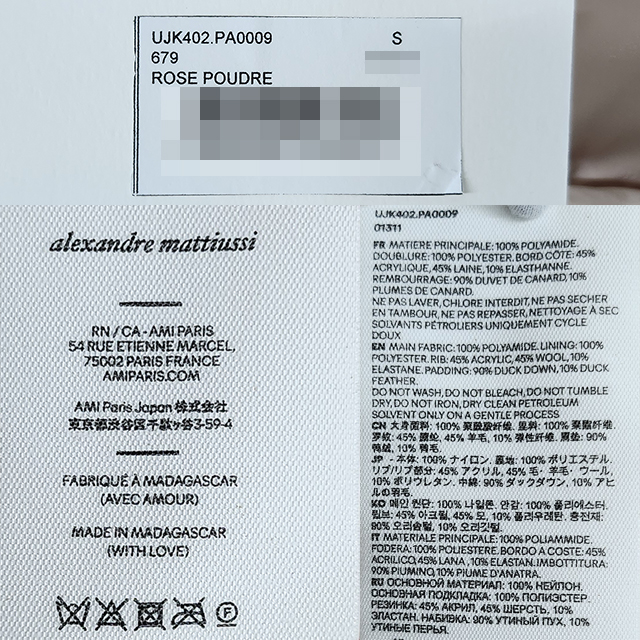 UJK402.PA0009 S
679
ROSE POUDRE
alexandre mattiussi
RN / CA - AMI PARIS
54 RUE ETIENNE MARCEL,
75002 PARIS FRANCE
AMIPARIS.COM
AMI Paris Japan 株式会社
東京都渋谷区千駄ヶ谷3-59-4
FABRIQUÉ À MADAGASCAR
(AVEC AMOUR)
MADE IN MADAGASCAR
(WITH LOVE)
UJK402.PA0009
01311
FR MATIERE PRINCIPALE: 100% POLYAMIDE.
DOUBLURE: 100% POLYESTER. BORD CÔTE: 45%
ACRYLIQUE, 45% LAINE, 10% ELASTHANNE.
REMBOURRAGE: 90% DUVET DE CANARD, 10%
PLUMES DE CANARD.
NE PAS LAVER, CHLORE INTERDIT, NE PAS SECHER
EN TAMBOUR, NE PAS REPASSER, NETTOYAGE À SEC
SOLVANTS PÉTROLIERS UNIQUEMENT CYCLE
DOUX
EN MAIN FABRIC: 100% POLYAMIDE. LINING: 100%
POLYESTER. RIB: 45% ACRYLIC, 45% WOOL, 10%
ELASTANE. PADDING: 90% DUCK DOWN, 10% DUCK
FEATHER.
DO NOT WASH, DO NOT BLEACH, DO NOT TUMBLE
DRY, DO NOT IRON, DRY CLEAN PETROLEUM
SOLVENT ONLY ON A GENTLE PROCESS
CN 大身面料: 100% 聚酰胺纤维. 里料: 100% 聚酯纤维.
罗纹: 45% 腈纶, 45% 羊毛, 10% 弹性纤维. 填垫: 90%
鸭绒, 10% 鸭毛.
JP - 本体: 100% ナイロン. 裏地: 100% ポリエステル.
リブ/リブ部分: 45% アクリル, 45% 毛・羊毛・ウール,
10% ポリウレタン. 中綿: 90% ダックダウン, 10% アヒ
ルの羽毛.
KO 메인 원단: 100% 나일론. 안감: 100% 폴리에스터.
립브: 45% 아크릴, 45% 모, 10% 폴리우레탄. 충전재:
90% 오리솜털, 10% 오리깃털.
IT MATERIALE PRINCIPALE: 100% POLIAMMIDE.
FODERA: 100% POLIESTERE. BORDO A COSTE: 45%
ACRILICO, 45% LANA, 10% ELASTAN. IMBOTTITURA:
90% PIUMINO, 10% PIUME D'ANATRA.
RU ОСНОВНОЙ МАТЕРИАЛ: 100% НЕЙЛОН.
ОСНОВНАЯ ПОДКЛАДКА: 100% ПОЛИЭСТЕР.
РЕЗИНКА: 45% АКРИЛ, 45% ШЕРСТЬ, 10%
ЭЛАСТАН. НАБИВКА: 90% УТИНЫЙ ПУХ, 10%
УТИНЫЕ ПЕРЬЯ.